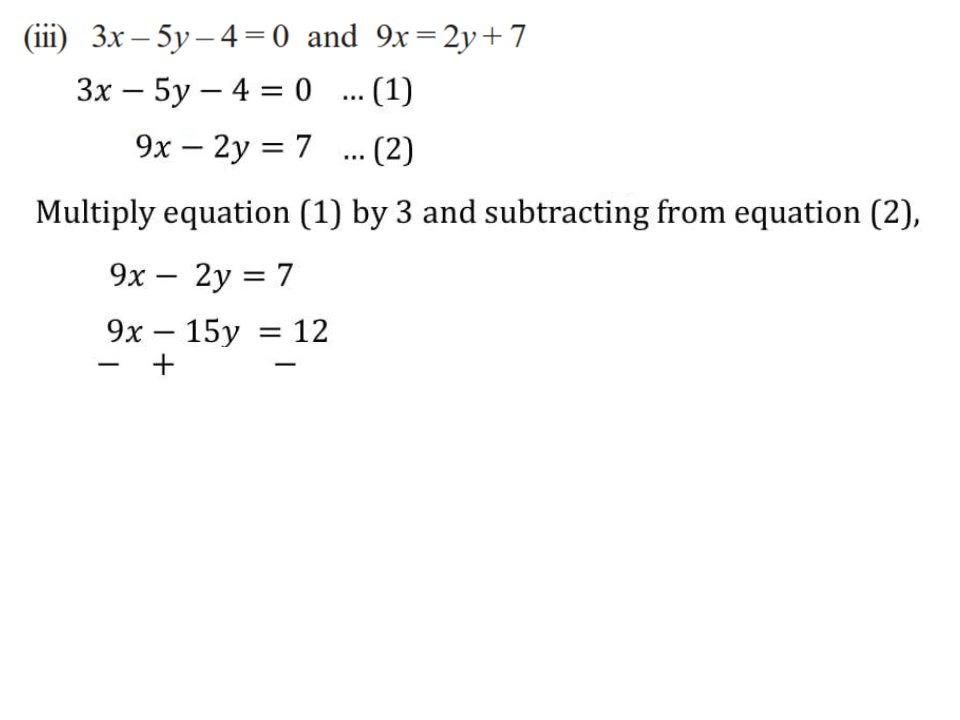 (iii) 3x – 5y – 4 = 0 and 9x = 2y + 7
3x − 5y − 4 = 0 ... (1)
9x − 2y = 7 ... (2)
Multiply equation (1) by 3 and subtracting from equation (2),
9x − 2y = 7
9x − 15y = 12
− + −